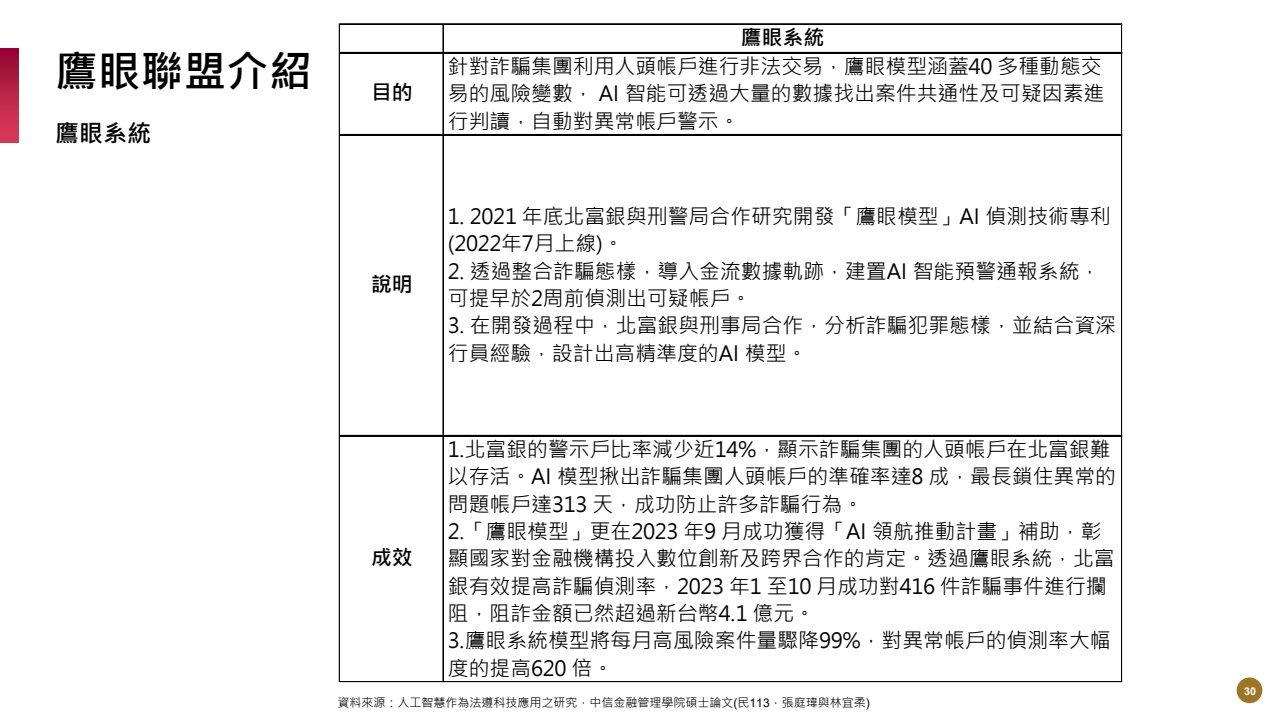 鷹眼聯盟介紹
鷹眼系統
鷹眼系統
目的
針對詐騙集團利用人頭帳戶進行非法交易，鷹眼模型涵蓋40 多種動態交
易的風險變數， AI 智能可透過大量的數據找出案件共通性及可疑因素進
行判讀，自動對異常帳戶警示。
說明
1. 2021 年底北富銀與刑警局合作研究開發「鷹眼模型」AI 偵測技術專利
(2022年7月上線)。
2. 透過整合詐騙態樣，導入金流數據軌跡，建置AI 智能預警通報系統，
可提早於2周前偵測出可疑帳戶。
3. 在開發過程中，北富銀與刑事局合作，分析詐騙犯罪態樣，並結合資深
行員經驗，設計出高精準度的AI 模型。
成效
1.北富銀的警示戶比率減少近14%，顯示詐騙集團的人頭帳戶在北富銀難
以存活。AI 模型揪出詐騙集團人頭帳戶的準確率達8 成，最長鎖住異常的
問題帳戶達313 天，成功防止許多詐騙行為。
2.「鷹眼模型」更在2023 年9 月成功獲得「AI 領航推動計畫」補助，彰
顯國家對金融機構投入數位創新及跨界合作的肯定。透過鷹眼系統，北富
銀有效提高詐騙偵測率，2023 年1 至10 月成功對416 件詐騙事件進行攔
阻，阻詐金額已然超過新台幣4.1 億元。
3.鷹眼系統模型將每月高風險案件量驟降99%，對異常帳戶的偵測率大幅
度的提高620 倍。
資料來源：人工智慧作為法遵科技應用之研究，中信金融管理學院碩士論文(民113，張庭瑋與林宜柔)
30